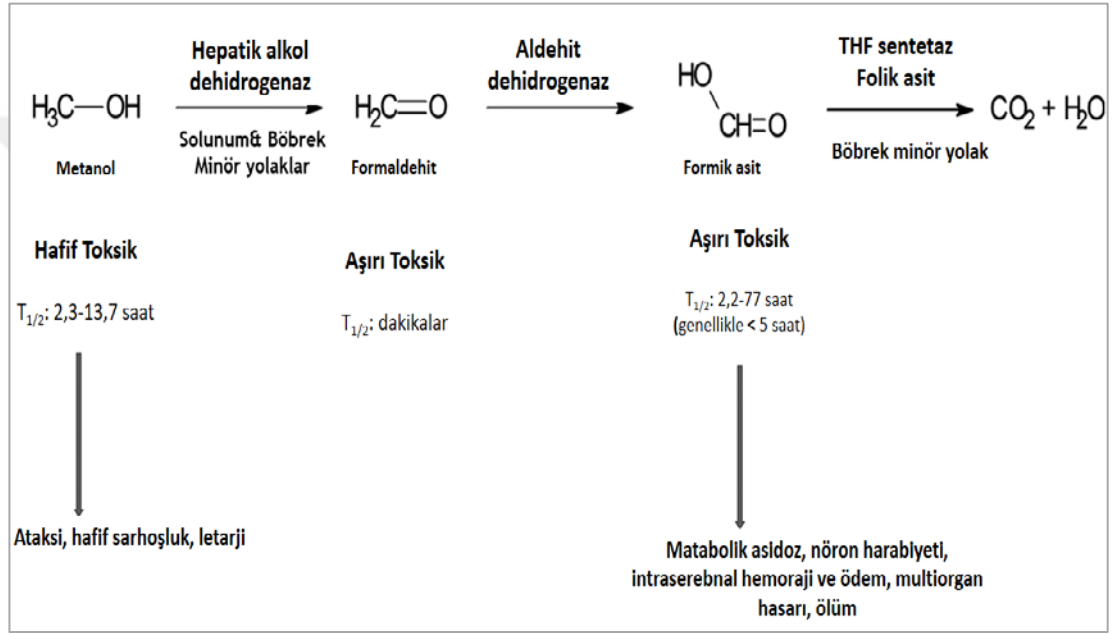 Hepatik alkol
dehidrogenaz
Aldehit
dehidrogenaz
THF sentetaz
Folik asit
H₃C—OH
H₂C=O
HO
CH=O
CO₂ + H₂O
Solunum& Böbrek
Minör yolaklar
Böbrek minör yolak
Metanol
Formaldehit
Formik asit
Hafif Toksik
Aşırı Toksik
Aşırı Toksik
T₁/₂: 2,3-13,7 saat
T₁/₂: dakikalar
T₁/₂: 2,2-77 saat
(genellikle < 5 saat)
Ataksi, hafif sarhoşluk, letarji
Matabolik asidoz, nöron harabiyeti,
intraserebnal hemoraji ve ödem, multiorgan
hasarı, ölüm